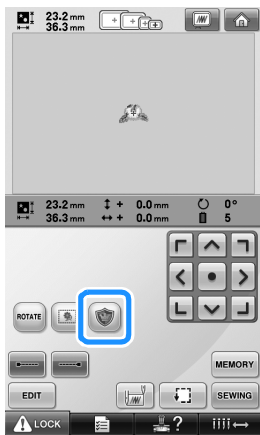 23.2 mm
36.3 mm
23.2 mm ↕ + 0.0 mm 0°
36.3 mm ↔ + 0.0 mm 5
ROTATE
MEMORY
EDIT
SEWING
LOCK
?